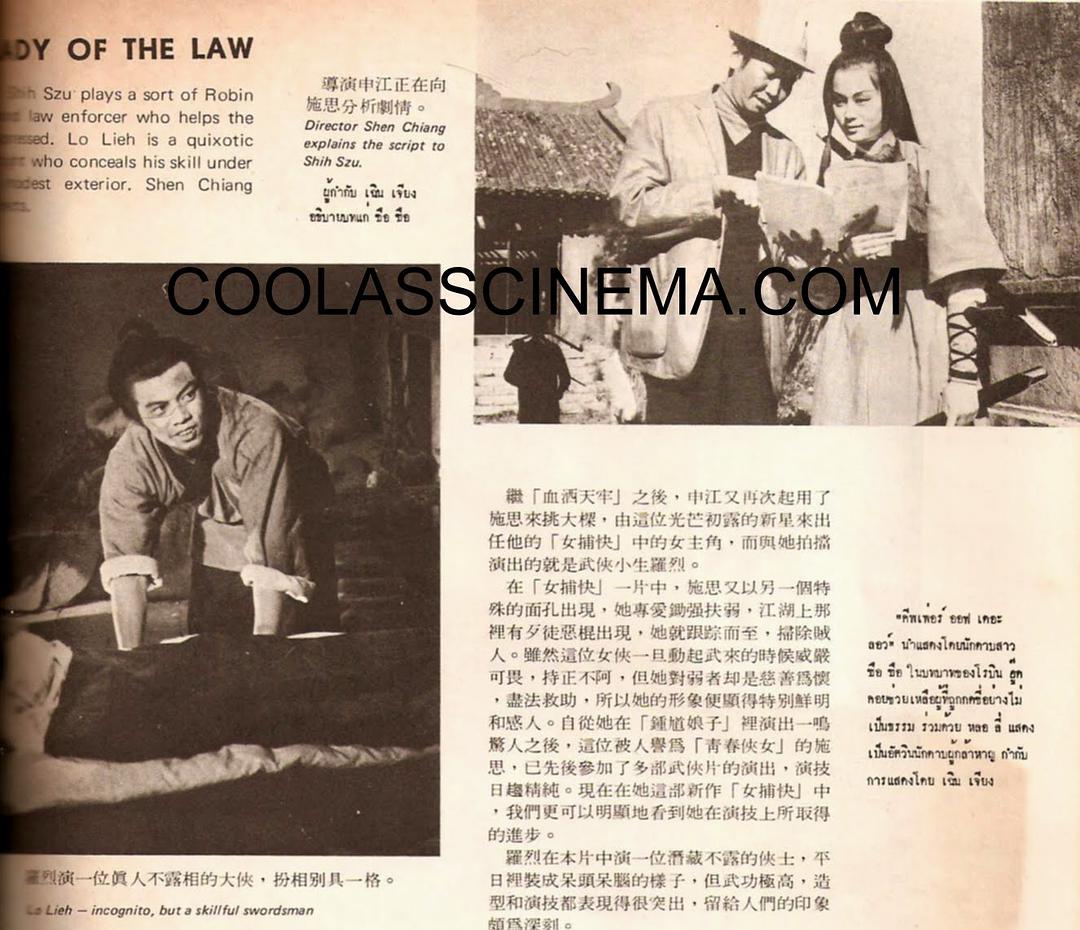 ADY OF THE LAW
Shih Szu plays a sort of Robin
law enforcer who helps the
Lo Lieh is a quixotic
who conceals his skill under
modest exterior. Shen Chiang
導演申江正在向
施思分析劇情。
Director Shen Chiang
explains the script to
Shih Szu.
ผู้กำกับ เฉิน เจียง
อธิบายบทแก่ ซือ ซือ
COOLASSCINEMA.COM
繼「血洒天牢」之後，申江又再次起用了
施思來挑大樑，由這位光芒初露的新星來出
任他的「女捕快」中的女主角，而與她拍擋
演出的就是武俠小生羅烈。
在「女捕快」一片中，施思又以另一個特
殊的面孔出現，她專愛鋤强扶弱，江湖上那
裡有歹徒惡棍出現，她就跟踪而至，掃除賊
人。雖然這位女俠一旦動起武來的時候威嚴
可畏，持正不阿，但她對弱者却是慈善爲懷
，盡法救助，所以她的形象便顯得特别鮮明
和感人。自從她在「鍾馗娘子」裡演出一鳴
驚人之後，這位被人譽爲「靑春俠女」的施
思，已先後參加了多部武俠片的演出，演技
日趨精純。現在在她這部新作「女捕快」中
，我們更可以明顯地看到她在演技上所取得
的進步。
羅烈在本片中演一位潛藏不露的俠士，平
日裡裝成呆頭呆腦的樣子，但武功極高，造
型和演技都表現得很突出，留給人們的印象
頗爲深刻。
"คีพเพ่อร์ ออฟ เดอะ
ลอว์" นำแสดงโดยนักดาบสาว
ซือ ซือ ในบทบาทของโรบิน ฮู๊ด
คอยช่วยเหลือผู้ที่ถูกกดขี่อย่างไม่
เป็นธรรม ร่วมด้วย หลอ ลี่ แสดง
เป็นอัศวินนักดาบผู้กล้าหาญ กำกับ
การแสดงโดย เฉิน เจียง
羅烈演一位眞人不露相的大俠，扮相别具一格。
Lo Lieh — incognito, but a skillful swordsman